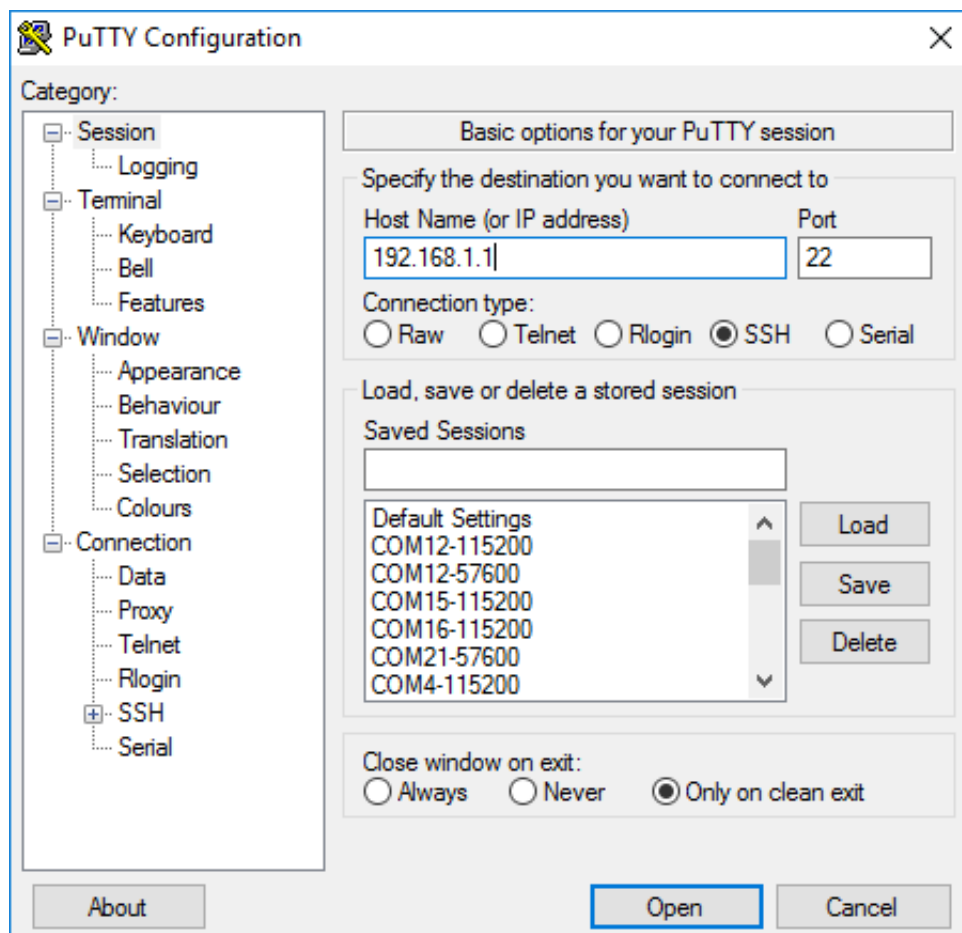 PuTTY Configuration
Category:
Session
Logging
Terminal
Keyboard
Bell
Features
Window
Appearance
Behaviour
Translation
Selection
Colours
Connection
Data
Proxy
Telnet
Rlogin
SSH
Serial
Basic options for your PuTTY session
Specify the destination you want to connect to
Host Name (or IP address) Port
192.168.1.1 22
Connection type:
Raw Telnet Rlogin SSH Serial
Load, save or delete a stored session
Saved Sessions
Default Settings
COM12-115200
COM12-57600
COM15-115200
COM16-115200
COM21-57600
COM4-115200
Load
Save
Delete
Close window on exit:
Always Never Only on clean exit
About Open Cancel